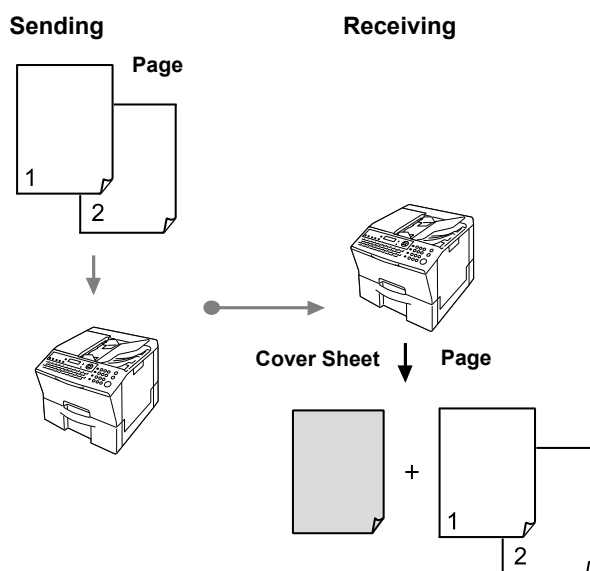 Sending
Receiving
Page
1
2
Cover Sheet
Page
+
1
2